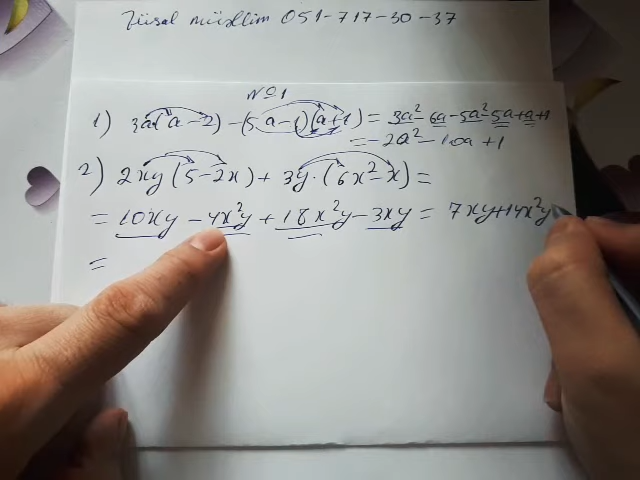 Züsal müəllim 051-717-30-37
№1
1) 3a(a-2)-(5a-1)(a+1)=3a²-6a-5a²-5a+a+1
=-2a²-10a+1
2) 2xy(5-2x)+3y·(6x²-x)=
=10xy-4x²y+18x²y-3xy=7xy+14x²y
=